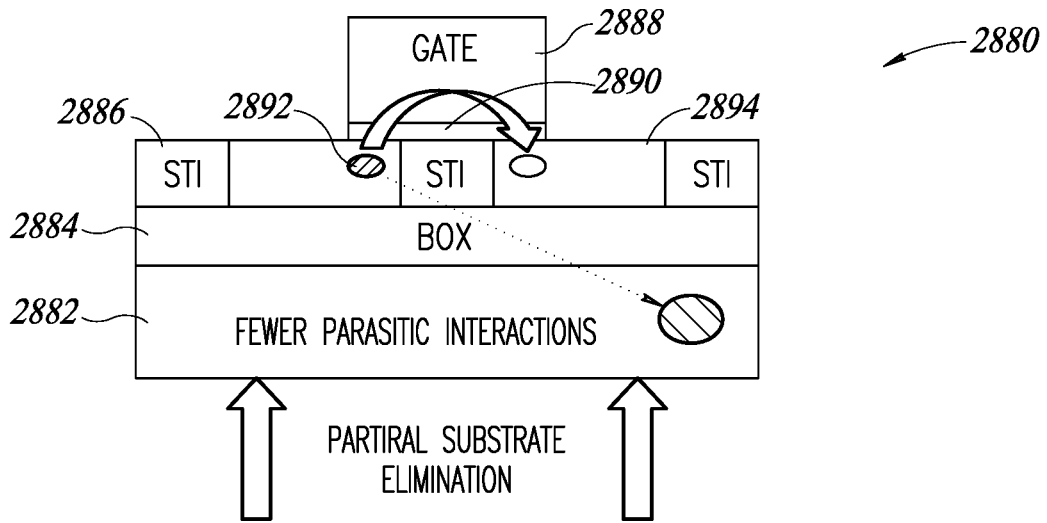 GATE
2888
2880
2890
2892
2886
2894
STI
STI
STI
2884
BOX
2882
FEWER PARASITIC INTERACTIONS
PARTIRAL SUBSTRATE
ELIMINATION